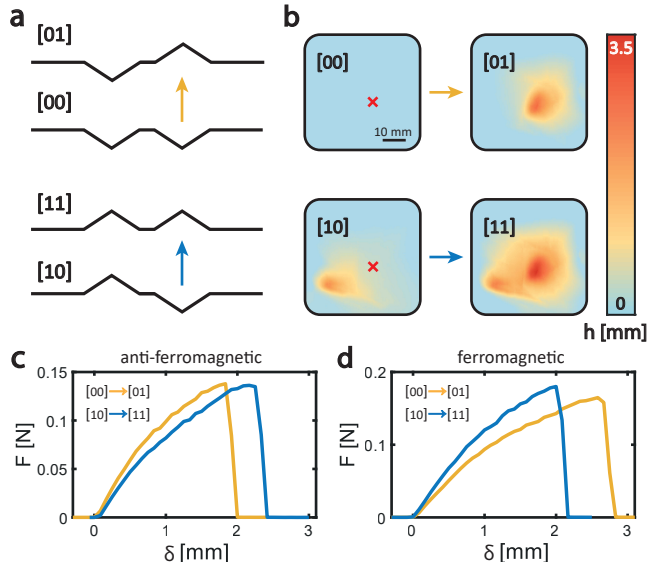 a
[01]
[00]
[11]
[10]
b
[00]
10 mm
[01]
[10]
[11]
3.5
0
h [mm]
c
anti-ferromagnetic
[00]→[01]
[10]→[11]
F [N]
0.15
0.1
0.05
0
0 1 2 3
δ [mm]
d
ferromagnetic
[00]→[01]
[10]→[11]
F [N]
0.2
0.1
0
0 1 2 3
δ [mm]